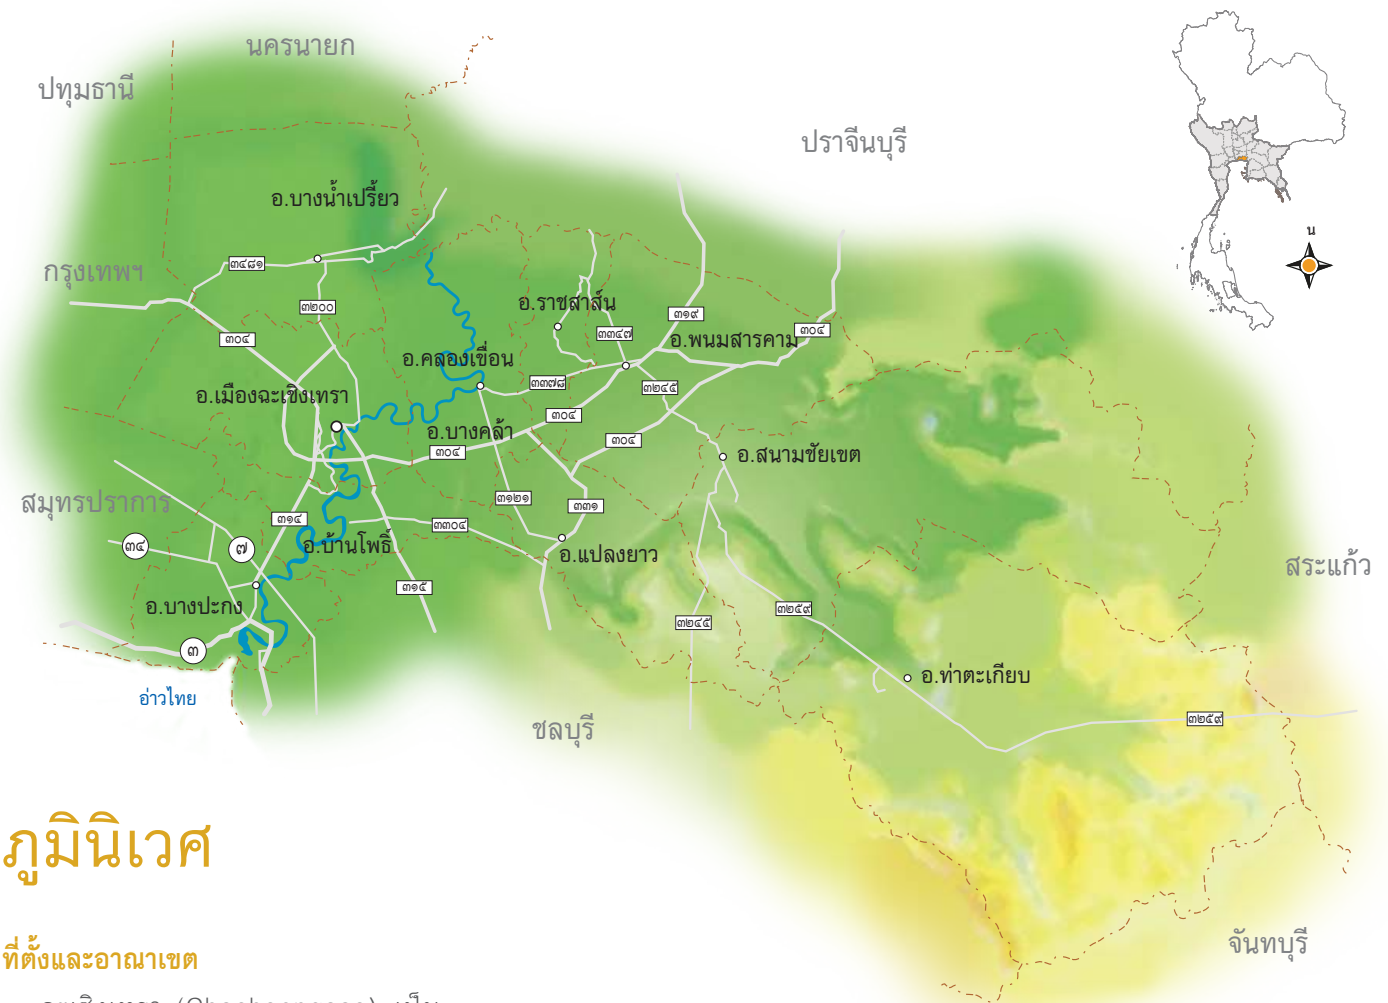 นครนายก
ปทุมธานี
ปราจีนบุรี
อ.บางน้ำเปรี้ยว
น
กรุงเทพฯ
๓๔๘๑
๓๒๐๐
อ.ราชสาส์น
๓๑๙
๓๐๔
๓๓๔๗
อ.พนมสารคาม
๓๐๔
อ.คลองเขื่อน
๓๓๗๘
๓๒๔๕
อ.เมืองฉะเชิงเทรา
๓๐๔
อ.บางคล้า
๓๐๔
๓๐๔
อ.สนามชัยเขต
สมุทรปราการ
๓๑๒๑
๓๓๑
๓๑๔
๓๓๐๔
๓๔
๗
อ.บ้านโพธิ์
อ.แปลงยาว
สระแก้ว
๓๑๕
อ.บางปะกง
๓๒๕๙
๓๒๔๕
๓
อ.ท่าตะเกียบ
อ่าวไทย
๓๒๕๙
ชลบุรี
ภูมินิเวศ
จันทบุรี
ที่ตั้งและอาณาเขต